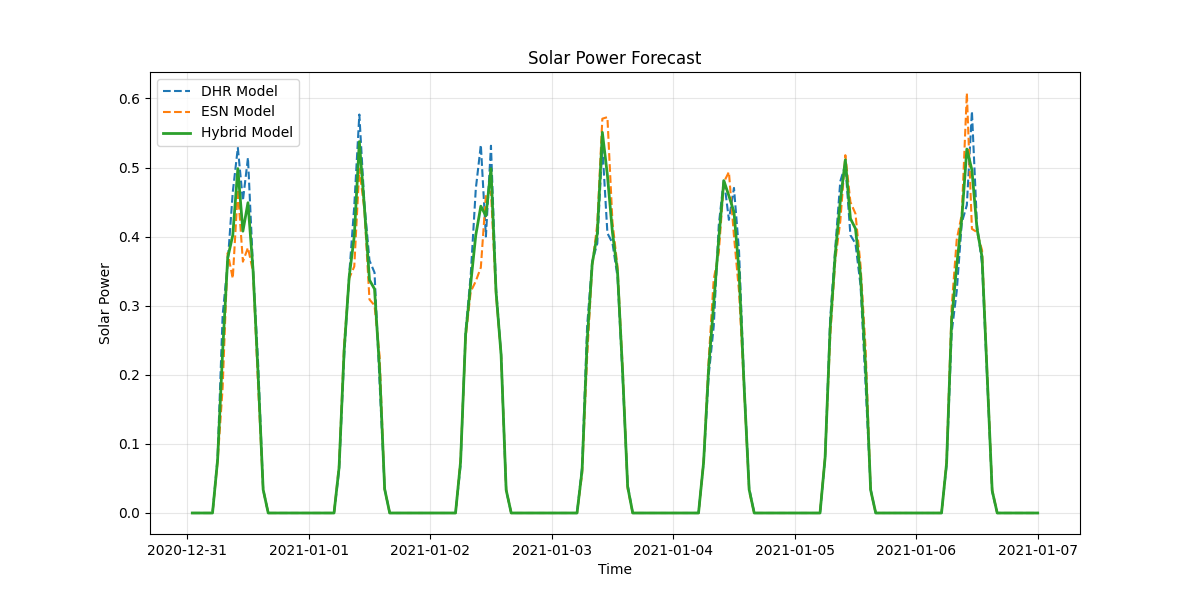 Solar Power Forecast
DHR Model
ESN Model
Hybrid Model
Solar Power
0.6
0.5
0.4
0.3
0.2
0.1
0.0
2020-12-31
2021-01-01
2021-01-02
2021-01-03
2021-01-04
2021-01-05
2021-01-06
2021-01-07
Time